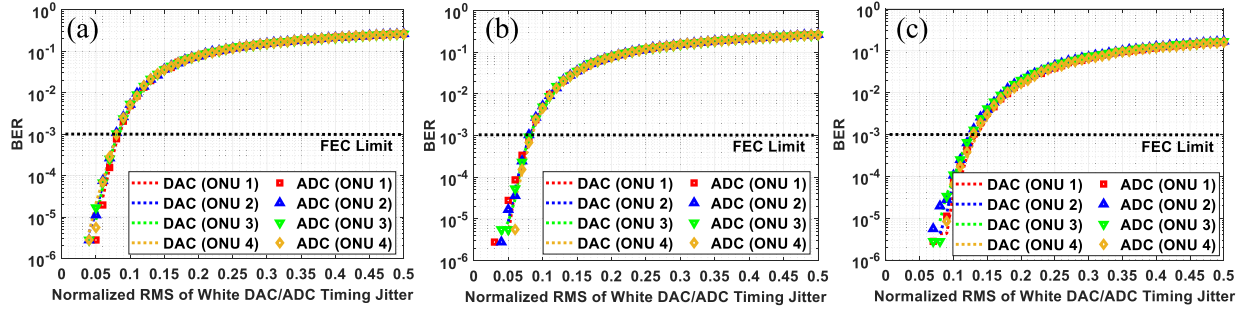 (a)
10^0
10^-1
10^-2
10^-3
10^-4
10^-5
10^-6
BER
FEC Limit
DAC (ONU 1) ADC (ONU 1)
DAC (ONU 2) ADC (ONU 2)
DAC (ONU 3) ADC (ONU 3)
DAC (ONU 4) ADC (ONU 4)
0 0.05 0.1 0.15 0.2 0.25 0.3 0.35 0.4 0.45 0.5
Normalized RMS of White DAC/ADC Timing Jitter
(b)
10^0
10^-1
10^-2
10^-3
10^-4
10^-5
10^-6
BER
FEC Limit
DAC (ONU 1) ADC (ONU 1)
DAC (ONU 2) ADC (ONU 2)
DAC (ONU 3) ADC (ONU 3)
DAC (ONU 4) ADC (ONU 4)
0 0.05 0.1 0.15 0.2 0.25 0.3 0.35 0.4 0.45 0.5
Normalized RMS of White DAC/ADC Timing Jitter
(c)
10^0
10^-1
10^-2
10^-3
10^-4
10^-5
10^-6
BER
FEC Limit
DAC (ONU 1) ADC (ONU 1)
DAC (ONU 2) ADC (ONU 2)
DAC (ONU 3) ADC (ONU 3)
DAC (ONU 4) ADC (ONU 4)
0 0.05 0.1 0.15 0.2 0.25 0.3 0.35 0.4 0.45 0.5
Normalized RMS of White DAC/ADC Timing Jitter